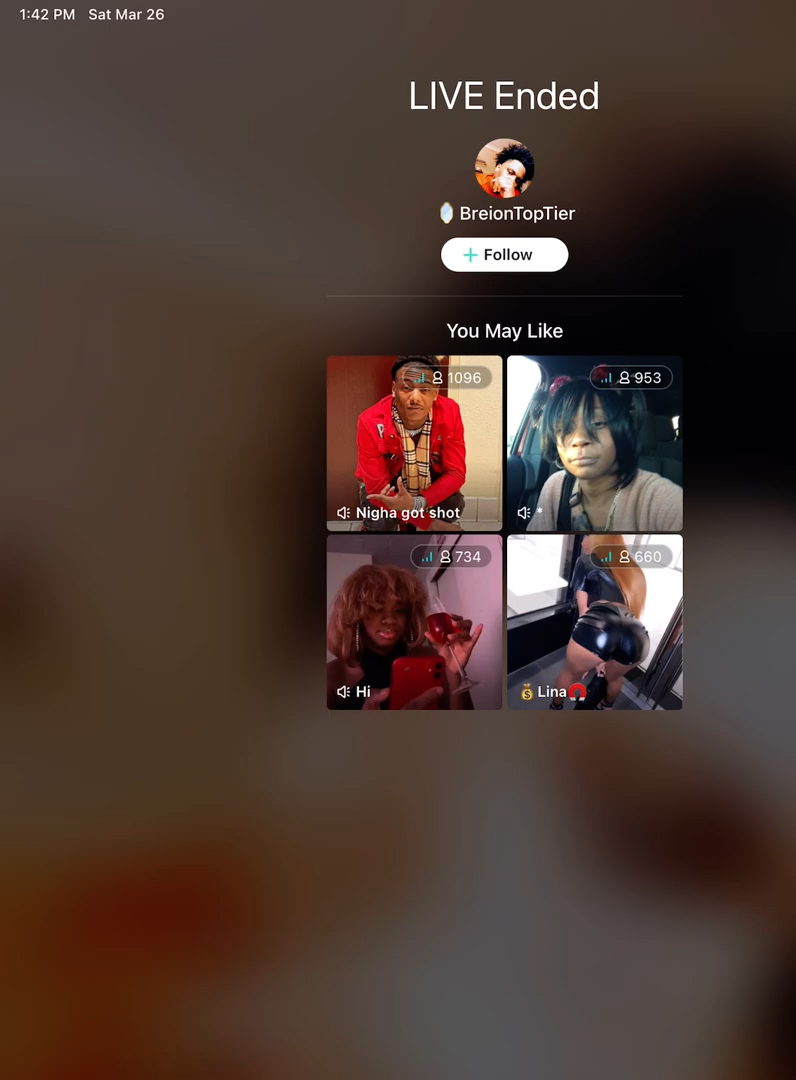 1:42 PM Sat Mar 26
LIVE Ended
BreionTopTier
+ Follow
You May Like
1096
953
Nigha got shot
*
734
660
Hi
Lina